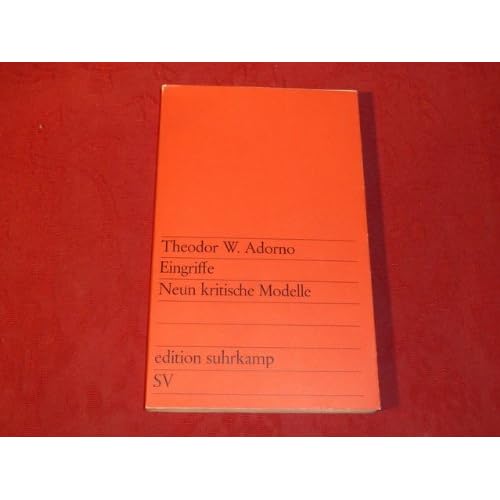 Theodor W. Adorno
Eingriffe
Neun kritische Modelle
edition suhrkamp
SV